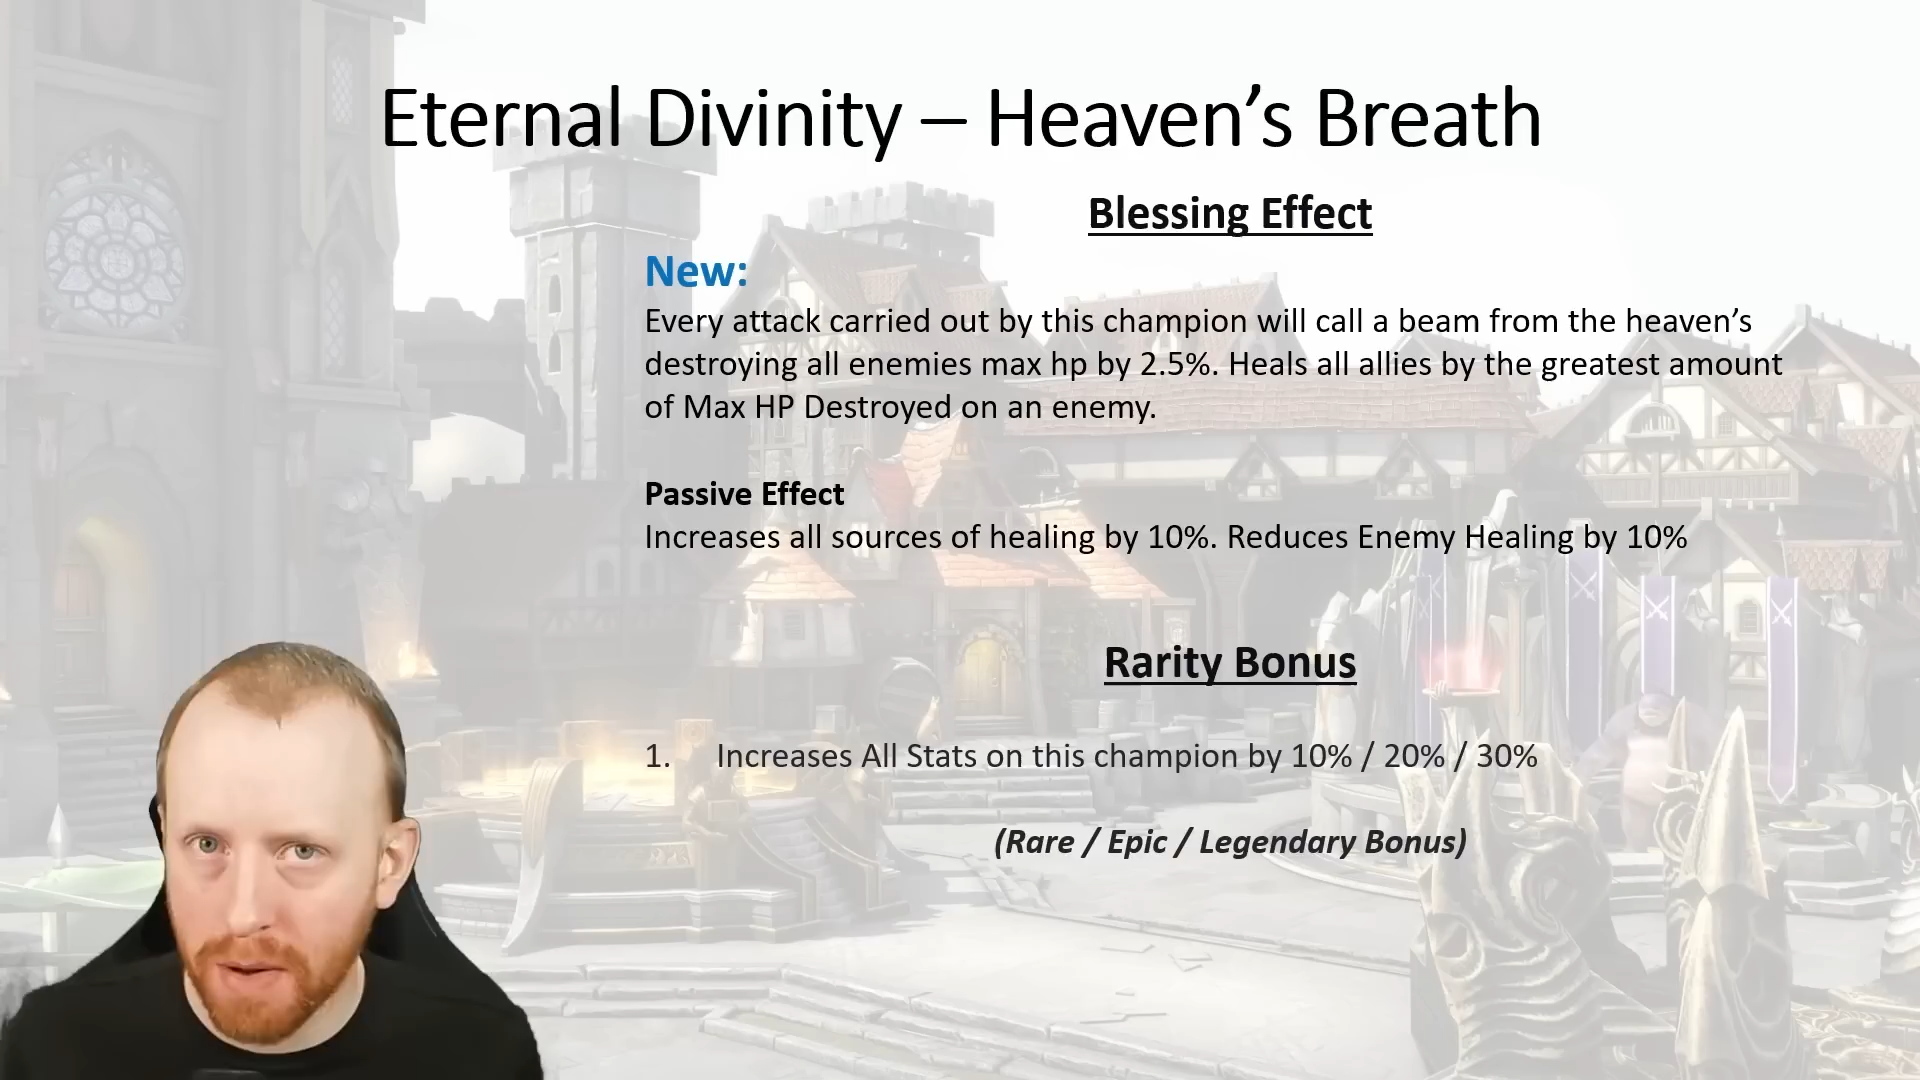 Eternal Divinity – Heaven’s Breath
Blessing Effect
New:
Every attack carried out by this champion will call a beam from the heaven’s
destroying all enemies max hp by 2.5%. Heals all allies by the greatest amount
of Max HP Destroyed on an enemy.
Passive Effect
Increases all sources of healing by 10%. Reduces Enemy Healing by 10%
Rarity Bonus
1. Increases All Stats on this champion by 10% / 20% / 30%
(Rare / Epic / Legendary Bonus)